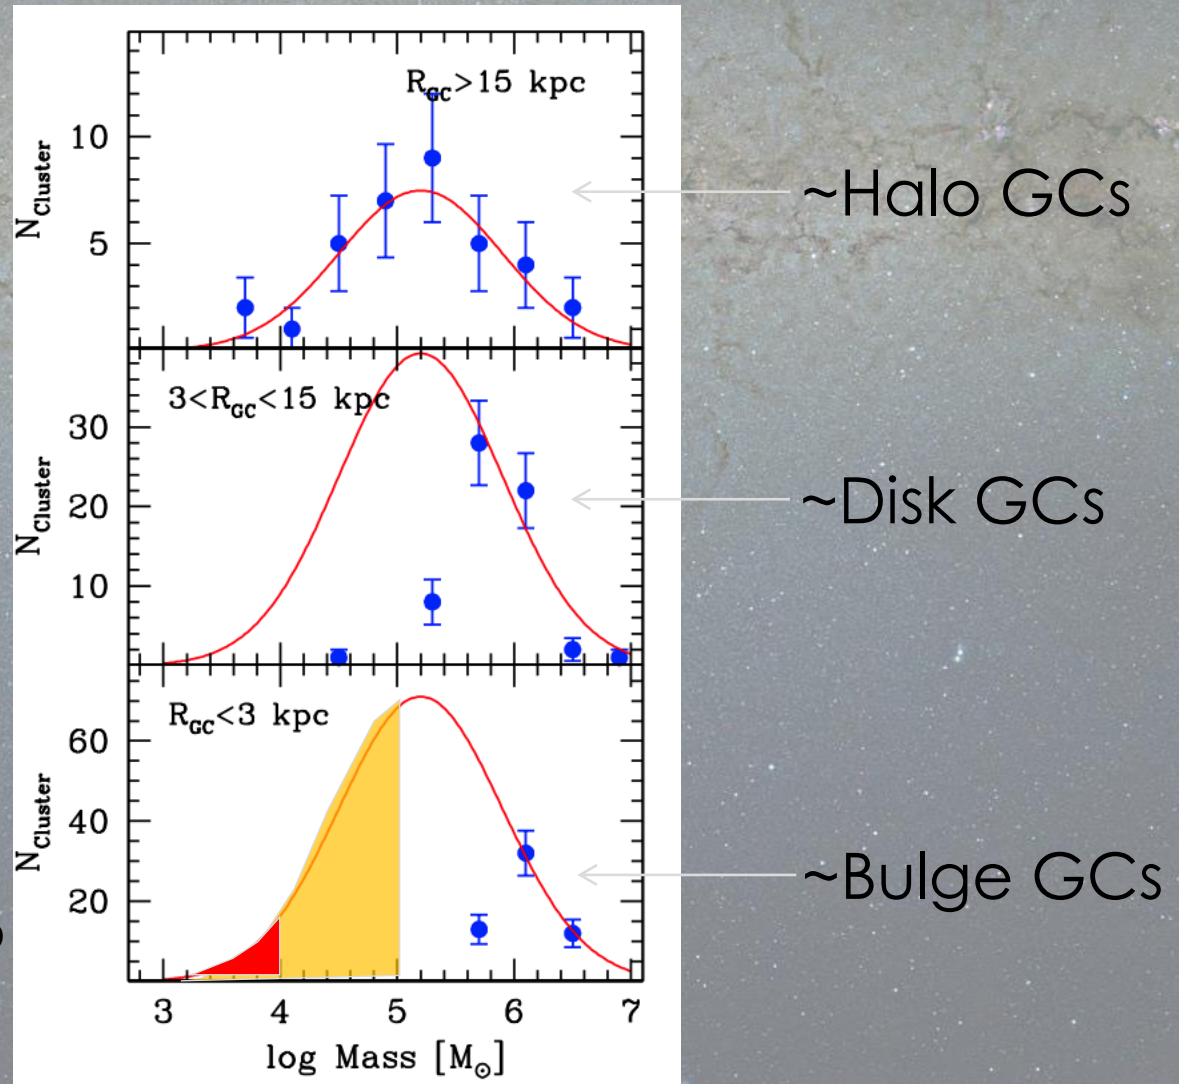 R_GC>15 kpc
~Halo GCs
N_Cluster
10
5
3<R_GC<15 kpc
~Disk GCs
N_Cluster
30
20
10
R_GC<3 kpc
~Bulge GCs
N_Cluster
60
40
20
3 4 5 6 7
log Mass [M_⊙]